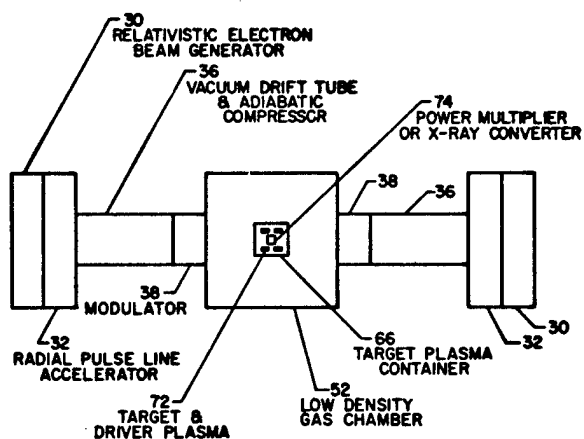 30
RELATIVISTIC ELECTRON
BEAM GENERATOR
36
VACUUM DRIFT TUBE
& ADIABATIC
COMPRESSOR
74
POWER MULTIPLIER
OR X-RAY CONVERTER
38
36
38
MODULATOR
32
RADIAL PULSE LINE
ACCELERATOR
72
TARGET &
DRIVER PLASMA
52
LOW DENSITY
GAS CHAMBER
66
TARGET PLASMA
CONTAINER
32
30